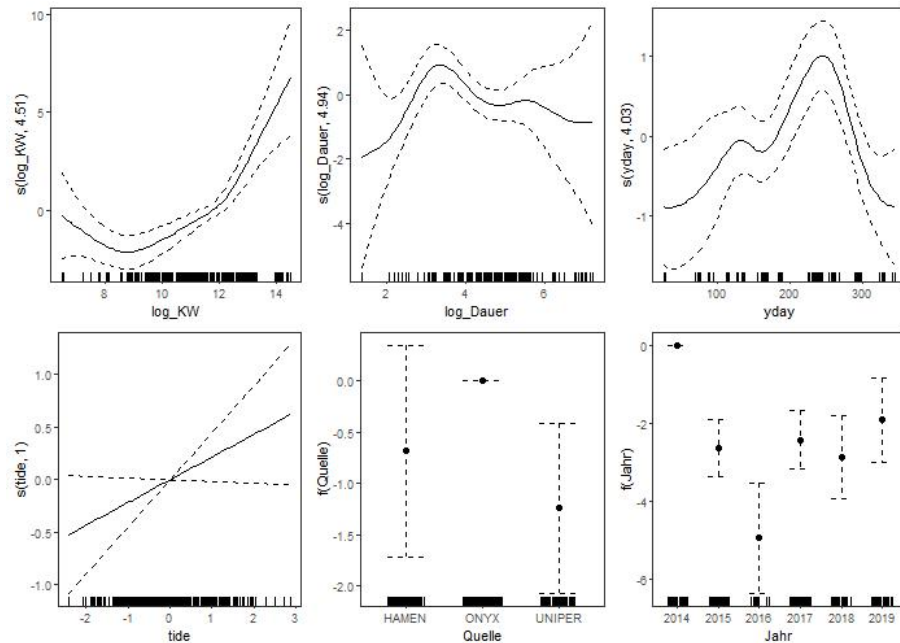 10
5
0
s(log_KW, 4.51)
8 10 12 14
log_KW
0
-2
-4
s(log_Dauer, 4.94)
2 4 6
log_Dauer
1
0
-1
s(yday, 4.03)
100 200 300
yday
1.0
0.5
0.0
-0.5
-1.0
s(tide, 1)
-2 -1 0 1 2 3
tide
0.0
-0.5
-1.0
-1.5
-2.0
f(Quelle)
HAMEN ONYX UNIPER
Quelle
0
-2
-4
-6
f(Jahr)
2014 2015 2016 2017 2018 2019
Jahr